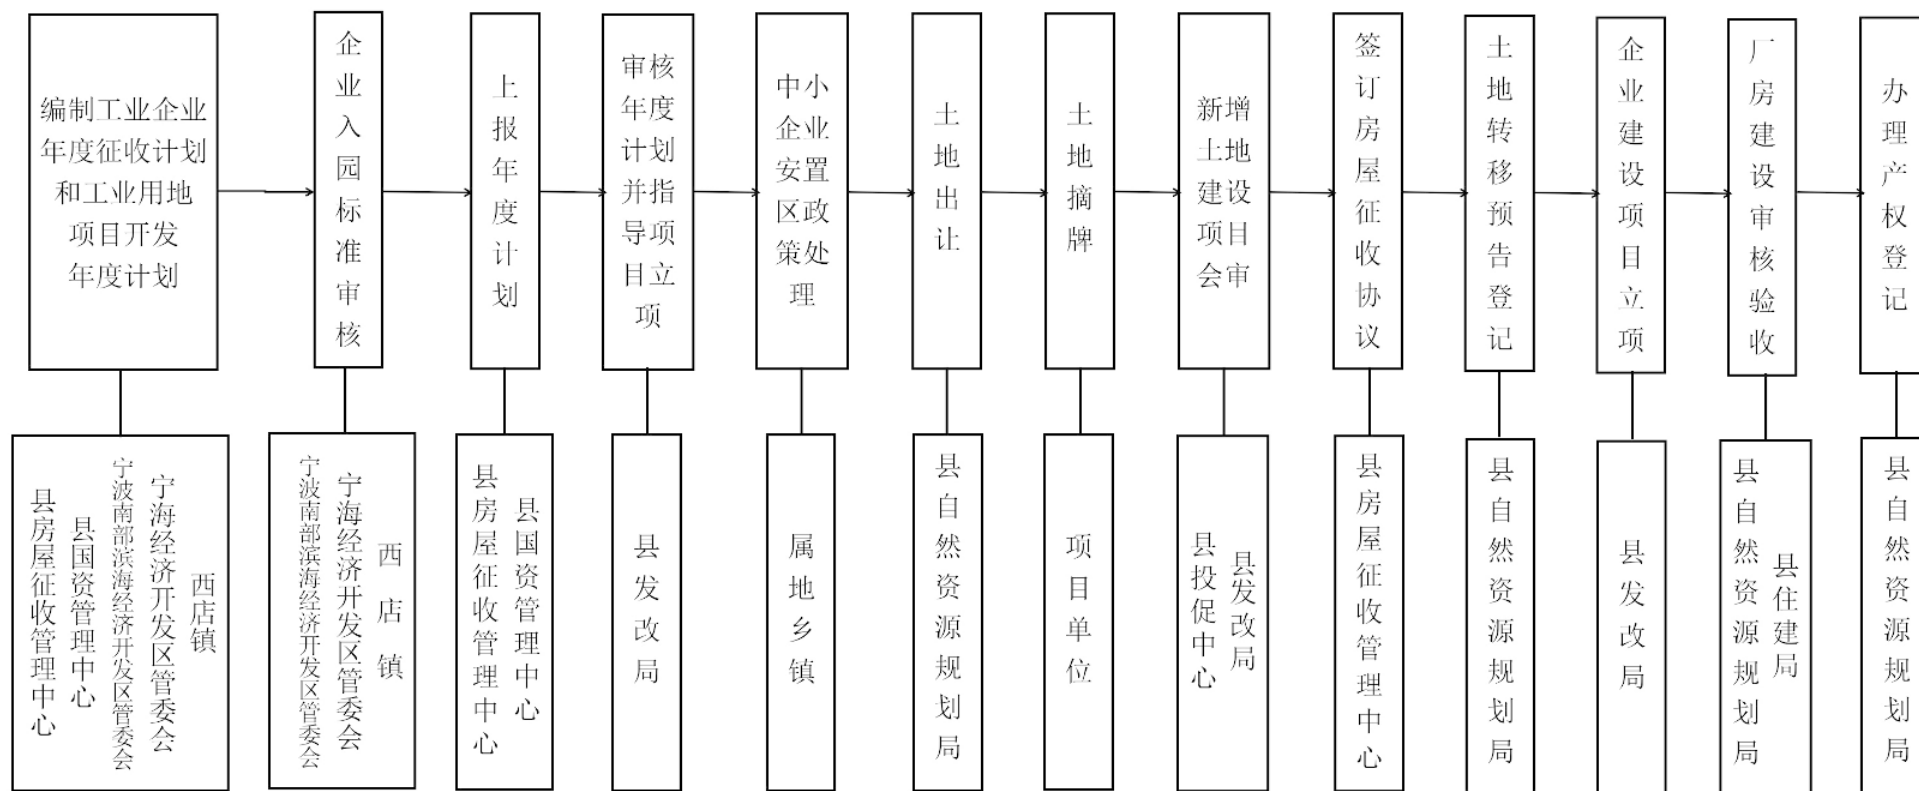 编制工业企业
年度征收计划
和工业用地
项目开发
年度计划
企业入园标准审核
上报年度计划
审核
年度
计划
并指
导项
目立
项
中小
企业
安置
区政
策处
理
土地出让
土地摘牌
新增
土地
建设
项目
会审
签订房屋征收协议
土地转移预告登记
企业建设项目立项
厂房建设审核验收
办理产权登记
县房屋征收管理中心
县国资管理中心
宁波南部滨海经济开发区管委会
宁海经济开发区管委会
西店镇
宁波南部滨海经济开发区管委会
宁海经济开发区管委会
西店镇
县房屋征收管理中心
县国资管理中心
县发改局
属地乡镇
县自然资源规划局
项目单位
县投促中心
县发改局
县房屋征收管理中心
县自然资源规划局
县发改局
县自然资源规划局
县住建局
县自然资源规划局